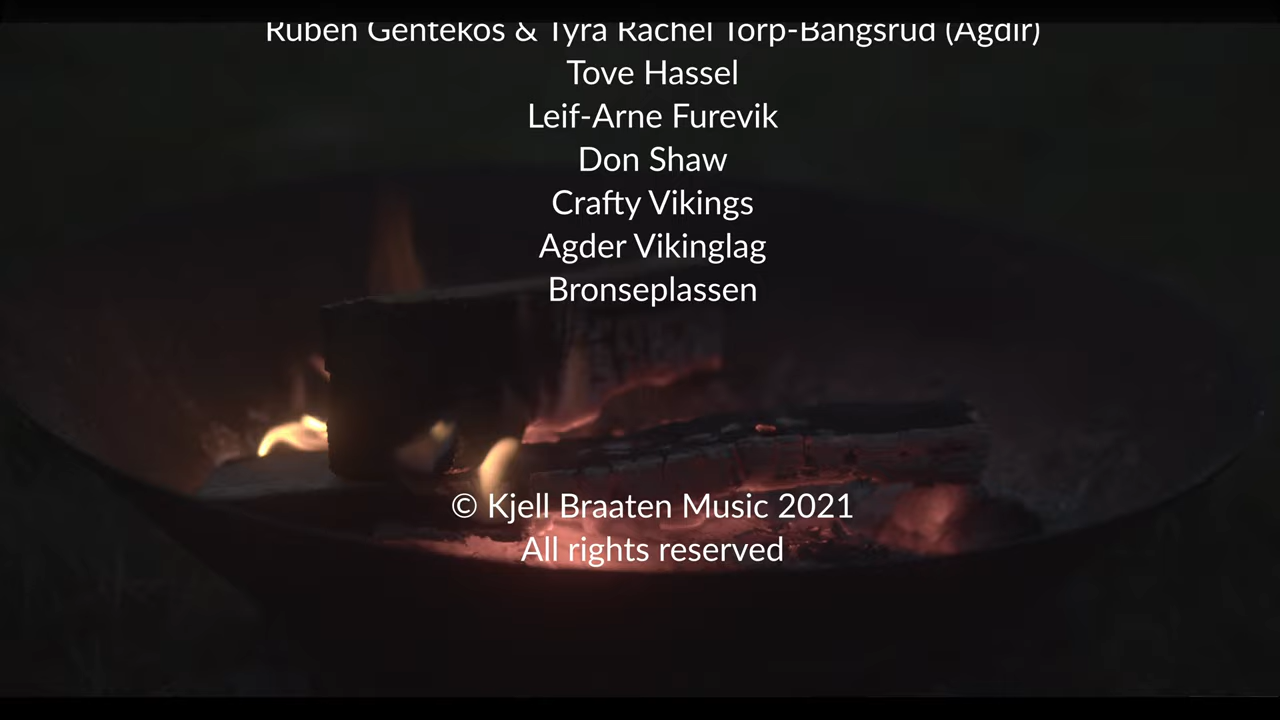 Ruben Gentekos & Tyra Rachel Torp-Bangsrud (Agdir)
Tove Hassel
Leif-Arne Furevik
Don Shaw
Crafty Vikings
Agder Vikinglag
Bronseplassen
© Kjell Braaten Music 2021
All rights reserved